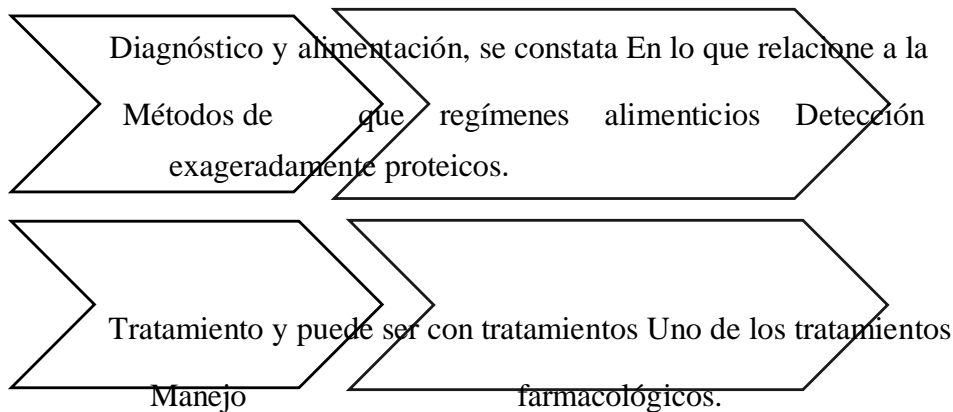 Diagnóstico y alimentación, se constata En lo que relacione a la
Métodos de que regímenes alimenticios Detección
exageradamente proteicos.
Tratamiento y puede ser con tratamientos Uno de los tratamientos
Manejo farmacológicos.